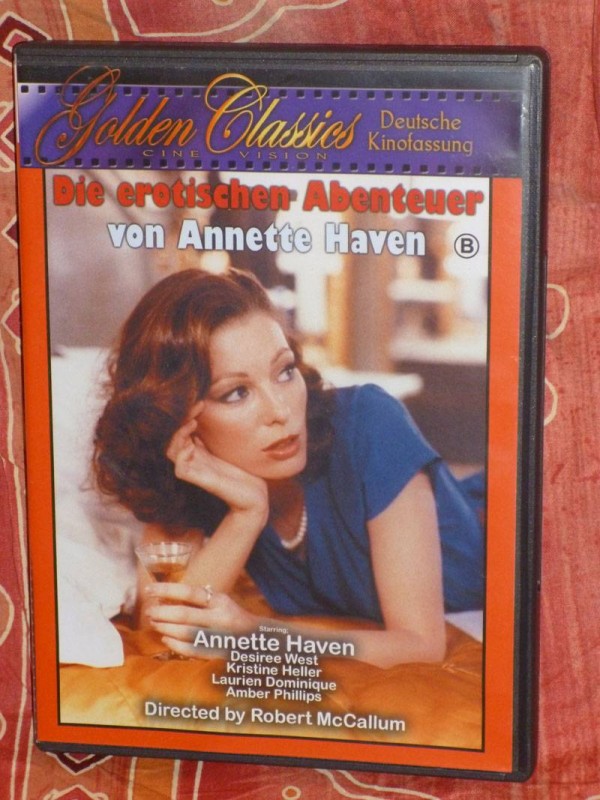 Golden Classics
CINE VISION
Deutsche
Kinofassung
Die erotischen Abenteuer
von Annette Haven
B
Starring:
Annette Haven
Desiree West
Kristine Heller
Laurien Dominique
Amber Phillips
Directed by Robert McCallum